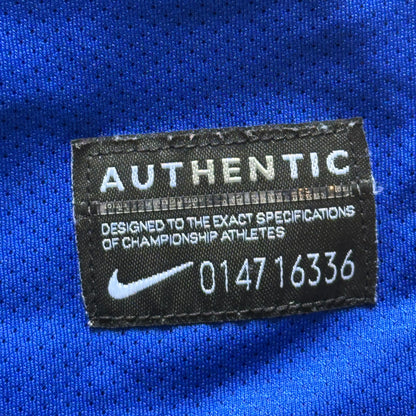 AUTHENTIC
DESIGNED TO THE EXACT SPECIFICATIONS
OF CHAMPIONSHIP ATHLETES
014716336